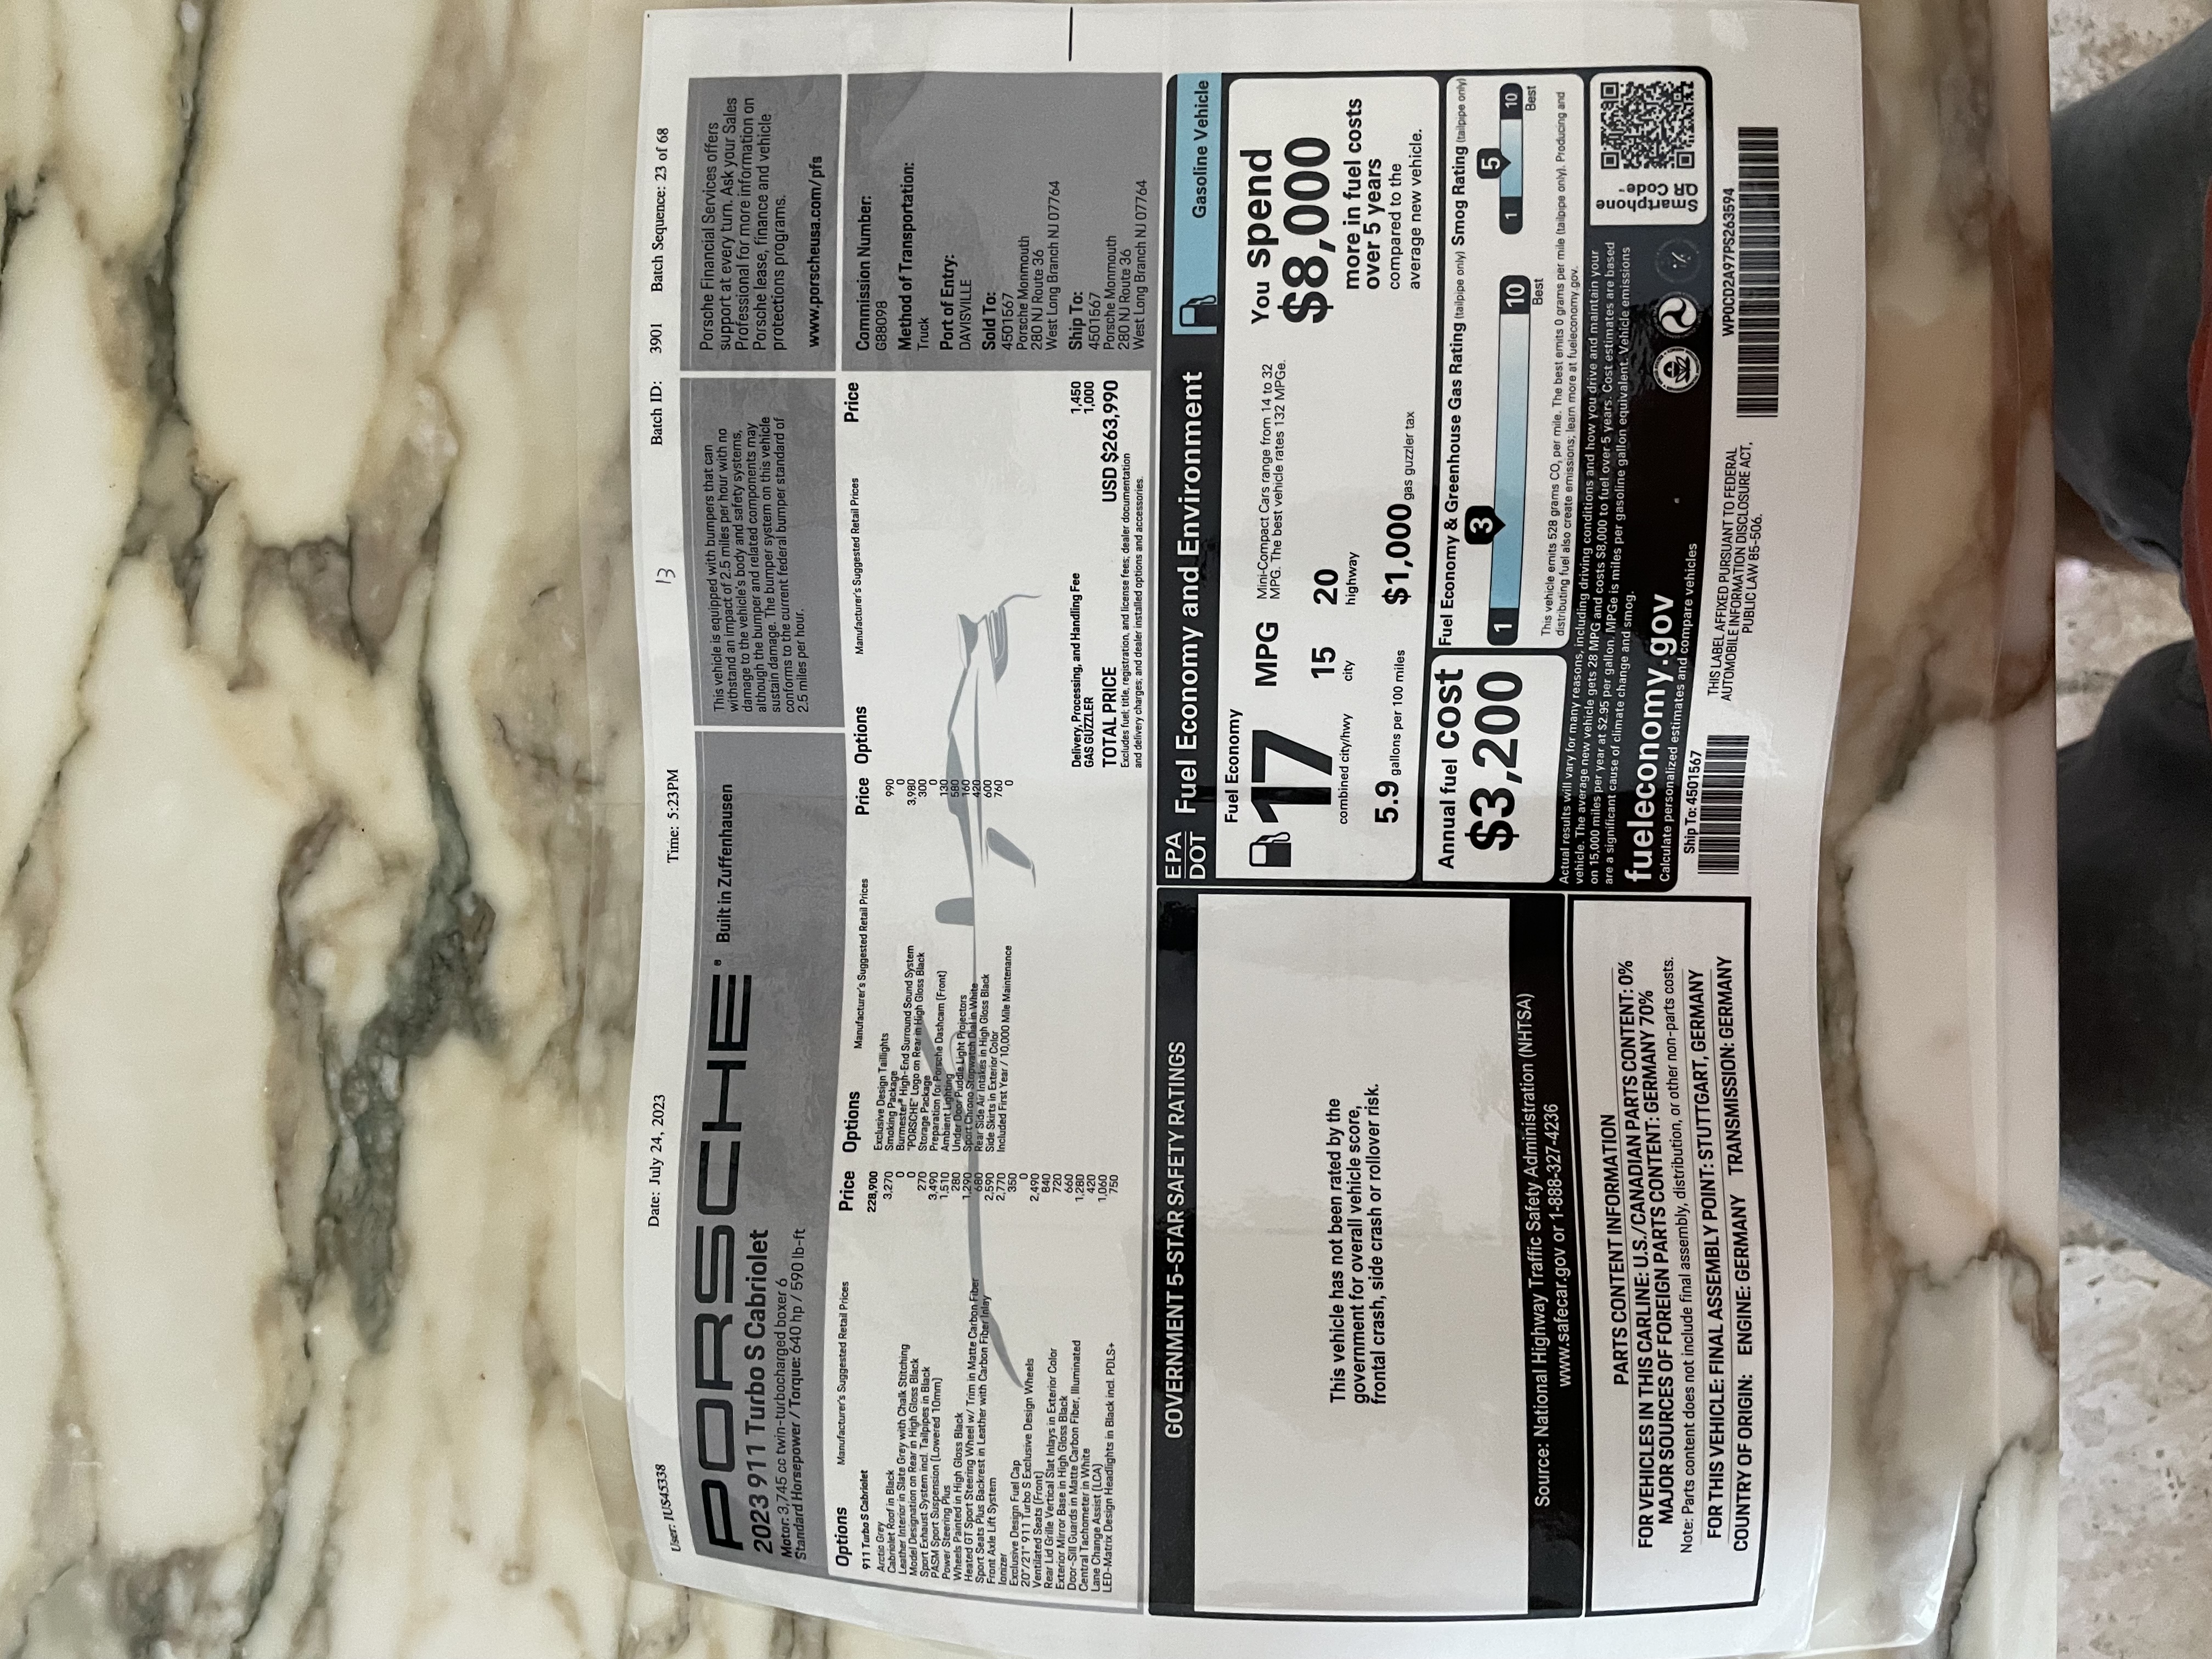 User: IUS45338 Date: July 24, 2023 Time: 5:23PM 13 Batch ID: 3901 Batch Sequence: 23 of 68
PORSCHE® Built in Zuffenhausen
2023 911 Turbo S Cabriolet
Motor: 3,745 cc twin-turbocharged boxer 6
Standard Horsepower / Torque: 640 hp / 590 lb-ft
This vehicle is equipped with bumpers that can
withstand an impact of 2.5 miles per hour with no
damage to the vehicle's body and safety systems,
although the bumper and related components may
sustain damage. The bumper system on this vehicle
conforms to the current federal bumper standard of
2.5 miles per hour.
Porsche Financial Services offers
support at every turn. Ask your Sales
Professional for more information on
Porsche lease, finance and vehicle
protections programs.
www.porscheusa.com/pfs
Options Manufacturer's Suggested Retail Prices Price
911 Turbo S Cabriolet 228,900
Arctic Grey 3,270
Cabriolet Roof in Black 0
Leather Interior in Slate Grey with Chalk Stitching 0
Model Designation on Rear in High Gloss Black 270
Sport Exhaust System incl. Tailpipes in Black 3,490
PASM Sport Suspension (Lowered 10mm) 1,510
Power Steering Plus 280
Wheels Painted in High Gloss Black 1,290
Heated GT Sport Steering Wheel w/ Trim in Matte Carbon Fiber 680
Sport Seats Plus Backrest in Leather with Carbon Fiber Inlay 2,590
Front Axle Lift System 2,770
Ionizer 350
Exclusive Design Fuel Cap 0
20"/21" 911 Turbo S Exclusive Design Wheels 2,490
Ventilated Seats (Front) 840
Rear Lid Grille Vertical Slat Inlays in Exterior Color 720
Exterior Mirror Base in High Gloss Black 660
Door-Sill Guards in Matte Carbon Fiber, Illuminated 1,280
Central Tachometer in White 420
Lane Change Assist (LCA) 1,060
LED-Matrix Design Headlights in Black incl. PDLS+ 750
Options Manufacturer's Suggested Retail Prices Price
Exclusive Design Taillights 990
Smoking Package 0
Burmester® High-End Surround Sound System 3,980
"PORSCHE" Logo on Rear in High Gloss Black 300
Storage Package 0
Preparation for Porsche Dashcam (Front) 130
Ambient Lighting 580
Under Door Puddle Light Projectors 160
Sport Chrono Stopwatch Dial in White 420
Rear Side Air Intakes in High Gloss Black 600
Side Skirts in Exterior Color 760
Included First Year / 10,000 Mile Maintenance 0
Options Manufacturer's Suggested Retail Prices Price
Delivery, Processing, and Handling Fee 1,450
GAS GUZZLER 1,000
TOTAL PRICE USD $263,990
Excludes fuel; title, registration, and license fees; dealer documentation
and delivery charges; and dealer installed options and accessories.
Commission Number:
G88098
Method of Transportation:
Truck
Port of Entry:
DAVISVILLE
Sold To:
4501567
Porsche Monmouth
280 NJ Route 36
West Long Branch NJ 07764
Ship To:
4501567
Porsche Monmouth
280 NJ Route 36
West Long Branch NJ 07764
GOVERNMENT 5-STAR SAFETY RATINGS
This vehicle has not been rated by the
government for overall vehicle score,
frontal crash, side crash or rollover risk.
Source: National Highway Traffic Safety Administration (NHTSA)
www.safecar.gov or 1-888-327-4236
PARTS CONTENT INFORMATION
FOR VEHICLES IN THIS CARLINE: U.S./CANADIAN PARTS CONTENT: 0%
MAJOR SOURCES OF FOREIGN PARTS CONTENT: GERMANY 70%
Note: Parts content does not include final assembly, distribution, or other non-parts costs.
FOR THIS VEHICLE: FINAL ASSEMBLY POINT: STUTTGART, GERMANY
COUNTRY OF ORIGIN: ENGINE: GERMANY TRANSMISSION: GERMANY
EPA
DOT
Fuel Economy and Environment
Gasoline Vehicle
Fuel Economy
17 MPG
combined city/hwy
15
city
20
highway
5.9 gallons per 100 miles
Mini-Compact Cars range from 14 to 32
MPG. The best vehicle rates 132 MPGe.
$1,000 gas guzzler tax
You spend
$8,000
more in fuel costs
over 5 years
compared to the
average new vehicle.
Annual fuel cost
$3,200
Fuel Economy & Greenhouse Gas Rating (tailpipe only)
1 3 10
Best
Smog Rating (tailpipe only)
1 5 10
Best
This vehicle emits 528 grams CO₂ per mile. The best emits 0 grams per mile (tailpipe only). Producing and
distributing fuel also create emissions; learn more at fueleconomy.gov.
Actual results will vary for many reasons, including driving conditions and how you drive and maintain your
vehicle. The average new vehicle gets 28 MPG and costs $8,000 to fuel over 5 years. Cost estimates are based
on 15,000 miles per year at $2.95 per gallon. MPGe is miles per gasoline gallon equivalent. Vehicle emissions
are a significant cause of climate change and smog.
fueleconomy.gov
Calculate personalized estimates and compare vehicles
Smartphone
QR Code™
Ship To: 4501567
THIS LABEL AFFIXED PURSUANT TO FEDERAL
AUTOMOBILE INFORMATION DISCLOSURE ACT,
PUBLIC LAW 85-506.
WP0CD2A97PS263594